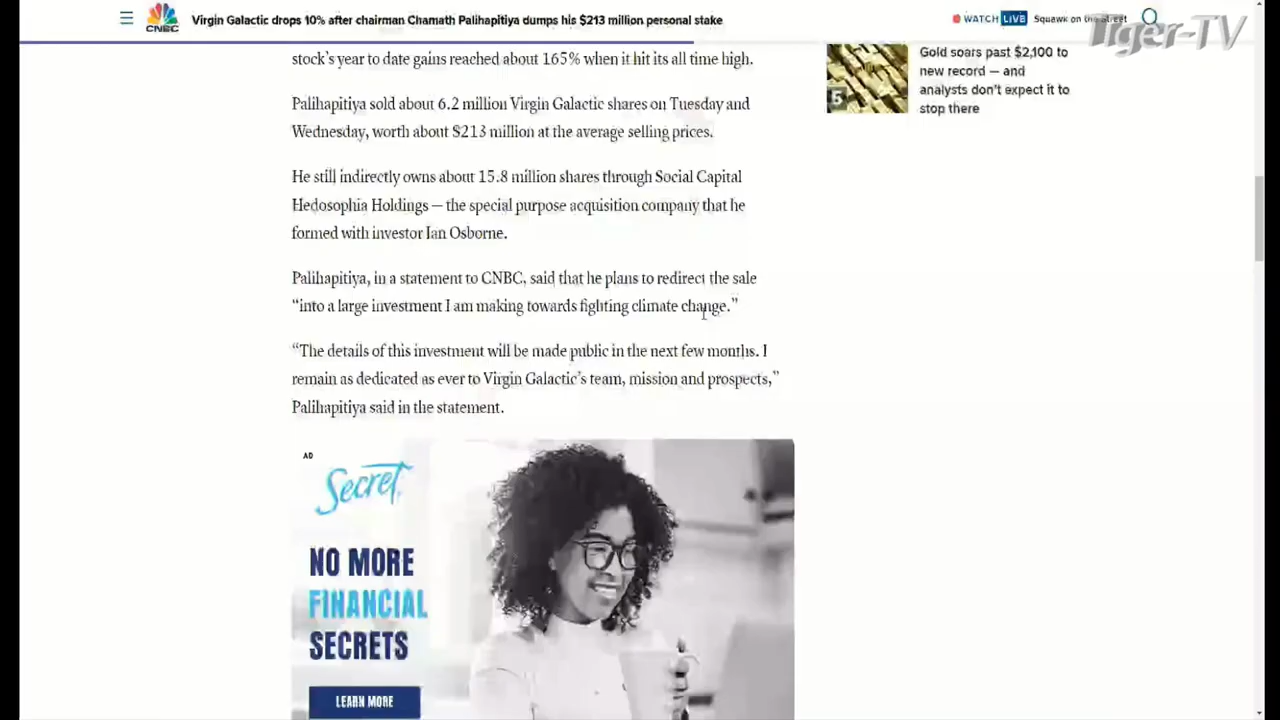 CNBC
Virgin Galactic drops 10% after chairman Chamath Palihapitiya dumps his $213 million personal stake
WATCH LIVE Squawk on the Street
Tiger-TV
stock's year to date gains reached about 165% when it hit its all time high.
Palihapitiya sold about 6.2 million Virgin Galactic shares on Tuesday and
Wednesday, worth about $213 million at the average selling prices.
He still indirectly owns about 15.8 million shares through Social Capital
Hedosophia Holdings — the special purpose acquisition company that he
formed with investor Ian Osborne.
Palihapitiya, in a statement to CNBC, said that he plans to redirect the sale
“into a large investment I am making towards fighting climate change.”
“The details of this investment will be made public in the next few months. I
remain as dedicated as ever to Virgin Galactic’s team, mission and prospects,”
Palihapitiya said in the statement.
5
Gold soars past $2,100 to
new record — and
analysts don’t expect it to
stop there
AD
Secret
NO MORE
FINANCIAL
SECRETS
LEARN MORE